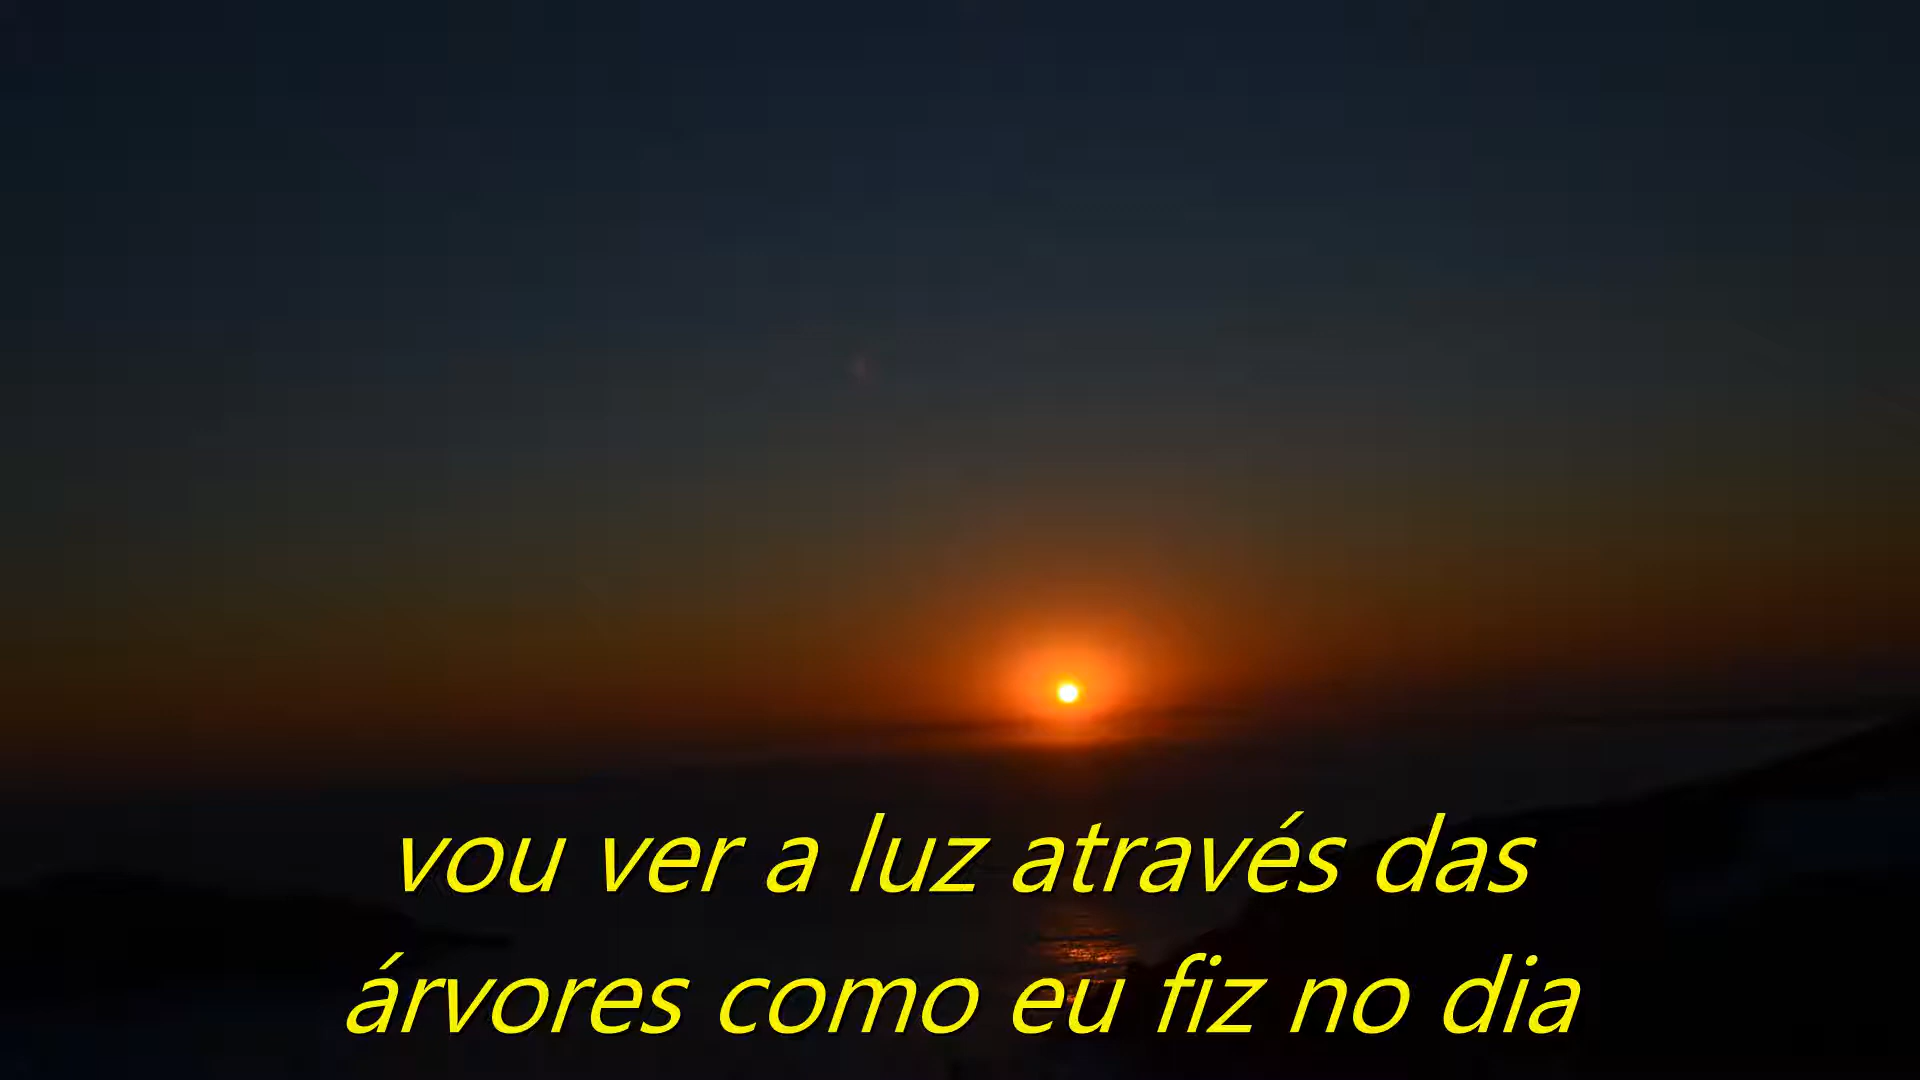 vou ver a luz através das
árvores como eu fiz no dia